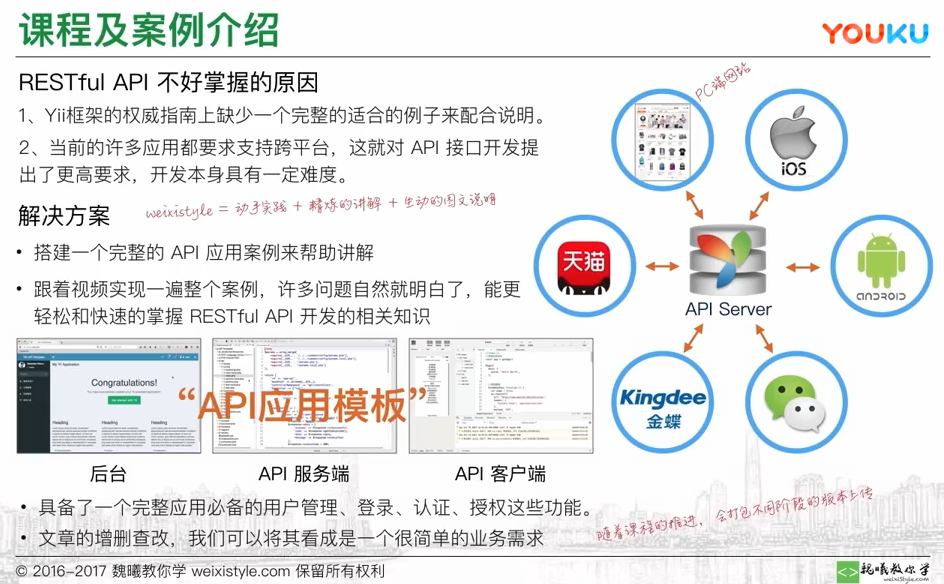 课程及案例介绍
YOUKU
RESTful API 不好掌握的原因
1、Yii框架的权威指南上缺少一个完整的适合的例子来配合说明。
2、当前的许多应用都要求支持跨平台，这就对 API 接口开发提
出了更高要求，开发本身具有一定难度。
解决方案
weixistyle = 动手实践 + 精炼的讲解 + 生动的图文说明
• 搭建一个完整的 API 应用案例来帮助讲解
• 跟着视频实现一遍整个案例，许多问题自然就明白了，能更
轻松和快速的掌握 RESTful API 开发的相关知识
PC端网站
iOS
天猫
API Server
ANDROID
Kingdee
金蝶
Congratulations!
Heading
Heading
Heading
“API应用模板”
后台
API 服务端
API 客户端
• 具备了一个完整应用必备的用户管理、登录、认证、授权这些功能。
• 文章的增删查改，我们可以将其看成是一个很简单的业务需求
随着课程的推进，会打包不同阶段的版本上传
© 2016-2017 魏曦教你学 weixistyle.com 保留所有权利
<> 魏曦教你学
weixistyle.com